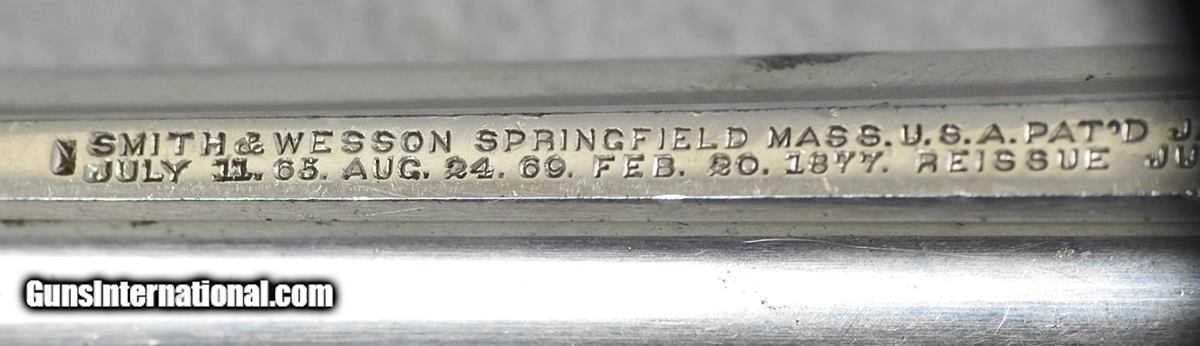 SMITH & WESSON SPRINGFIELD MASS. U.S.A. PAT'D
JULY 11. 65. AUG. 24. 69. FEB. 20. 1877. REISSUE
GunsInternational.com